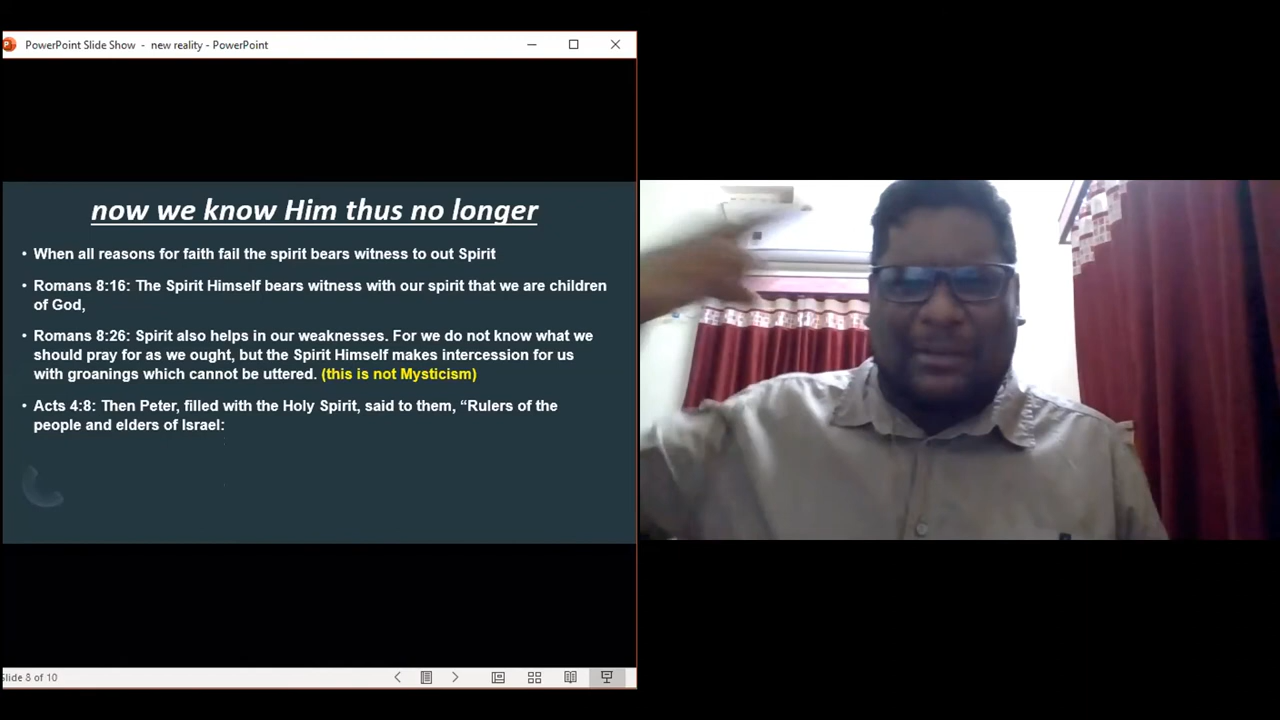 PowerPoint Slide Show - new reality - PowerPoint
now we know Him thus no longer
• When all reasons for faith fail the spirit bears witness to out Spirit
• Romans 8:16: The Spirit Himself bears witness with our spirit that we are children
of God,
• Romans 8:26: Spirit also helps in our weaknesses. For we do not know what we
should pray for as we ought, but the Spirit Himself makes intercession for us
with groanings which cannot be uttered. (this is not Mysticism)
• Acts 4:8: Then Peter, filled with the Holy Spirit, said to them, “Rulers of the
people and elders of Israel:
Slide 8 of 10